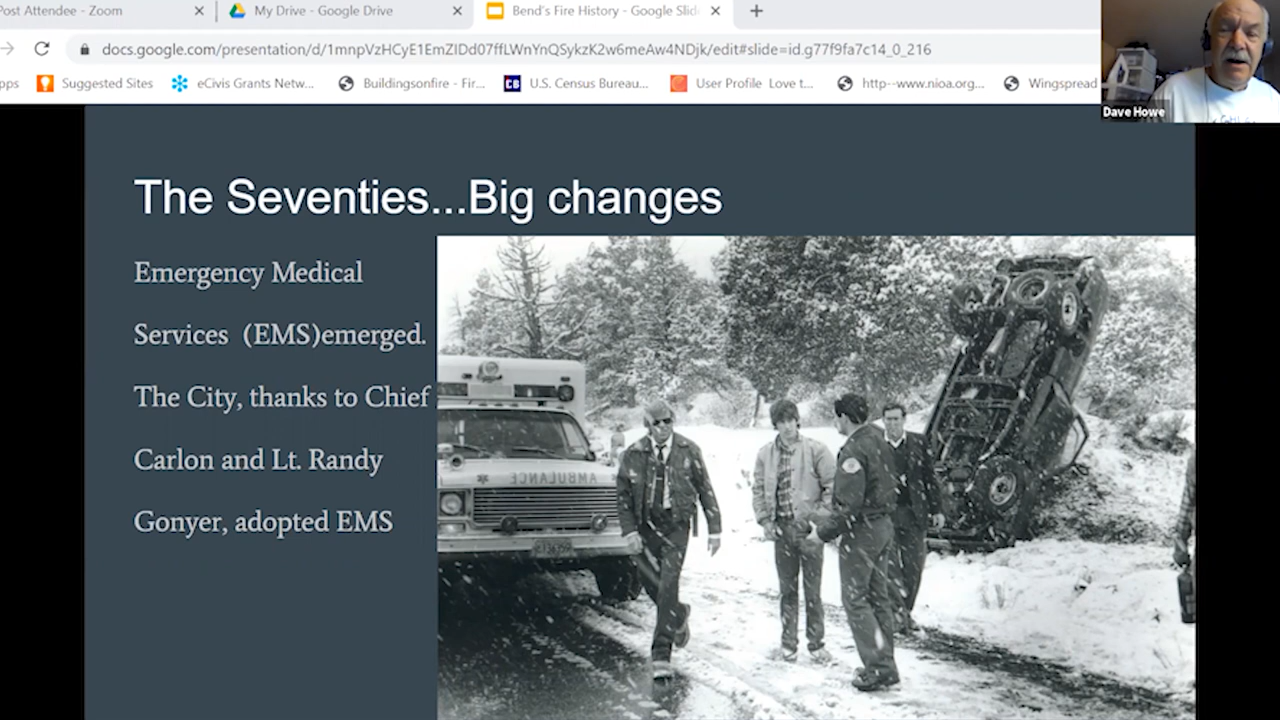 Post Attendee - Zoom
My Drive - Google Drive
Bend's Fire History - Google Slid
docs.google.com/presentation/d/1mnpVzHCyE1EmZIDd07ffLWnYnQSykzK2w6meAw4NDjk/edit#slide=id.g77f9fa7c14_0_216
pps
Suggested Sites
eCivis Grants Netw...
Buildingsonfire - Fir...
CB
U.S. Census Bureau...
User Profile Love t...
http--www.nioa.org...
Wingspread
Dave Howe
The Seventies...Big changes
Emergency Medical
Services (EMS)emerged.
The City, thanks to Chief
Carlon and Lt. Randy
Gonyer, adopted EMS
AMBULANCE